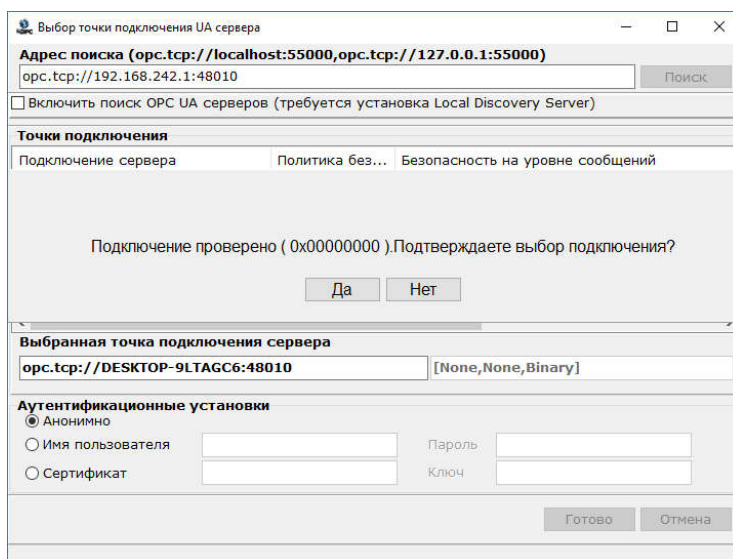 Выбор точки подключения UA сервера
Адрес поиска (opc.tcp://localhost:55000,opc.tcp://127.0.0.1:55000)
opc.tcp://192.168.242.1:48010 Поиск
Включить поиск OPC UA серверов (требуется установка Local Discovery Server)
Точки подключения
Подключение сервера Политика без... Безопасность на уровне сообщений
Подключение проверено ( 0x00000000 ).Подтверждаете выбор подключения?
Да Нет
Выбранная точка подключения сервера
opc.tcp://DESKTOP-9LTAGC6:48010 [None,None,Binary]
Аутентификационные установки
Анонимно
Имя пользователя Пароль
Сертификат Ключ
Готово Отмена